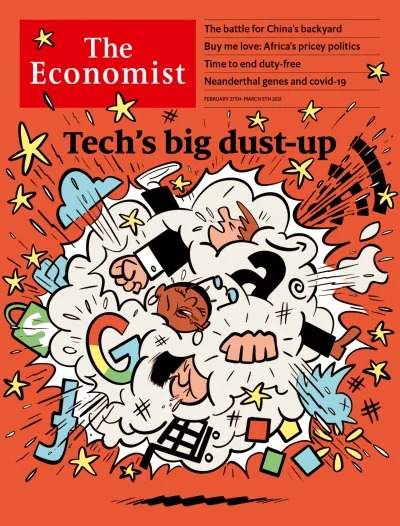 The
Economist
The battle for China's backyard
Buy me love: Africa's pricey politics
Time to end duty-free
Neanderthal genes and covid-19
FEBRUARY 27TH–MARCH 5TH 2021
Tech's big dust-up
a
G
S
f